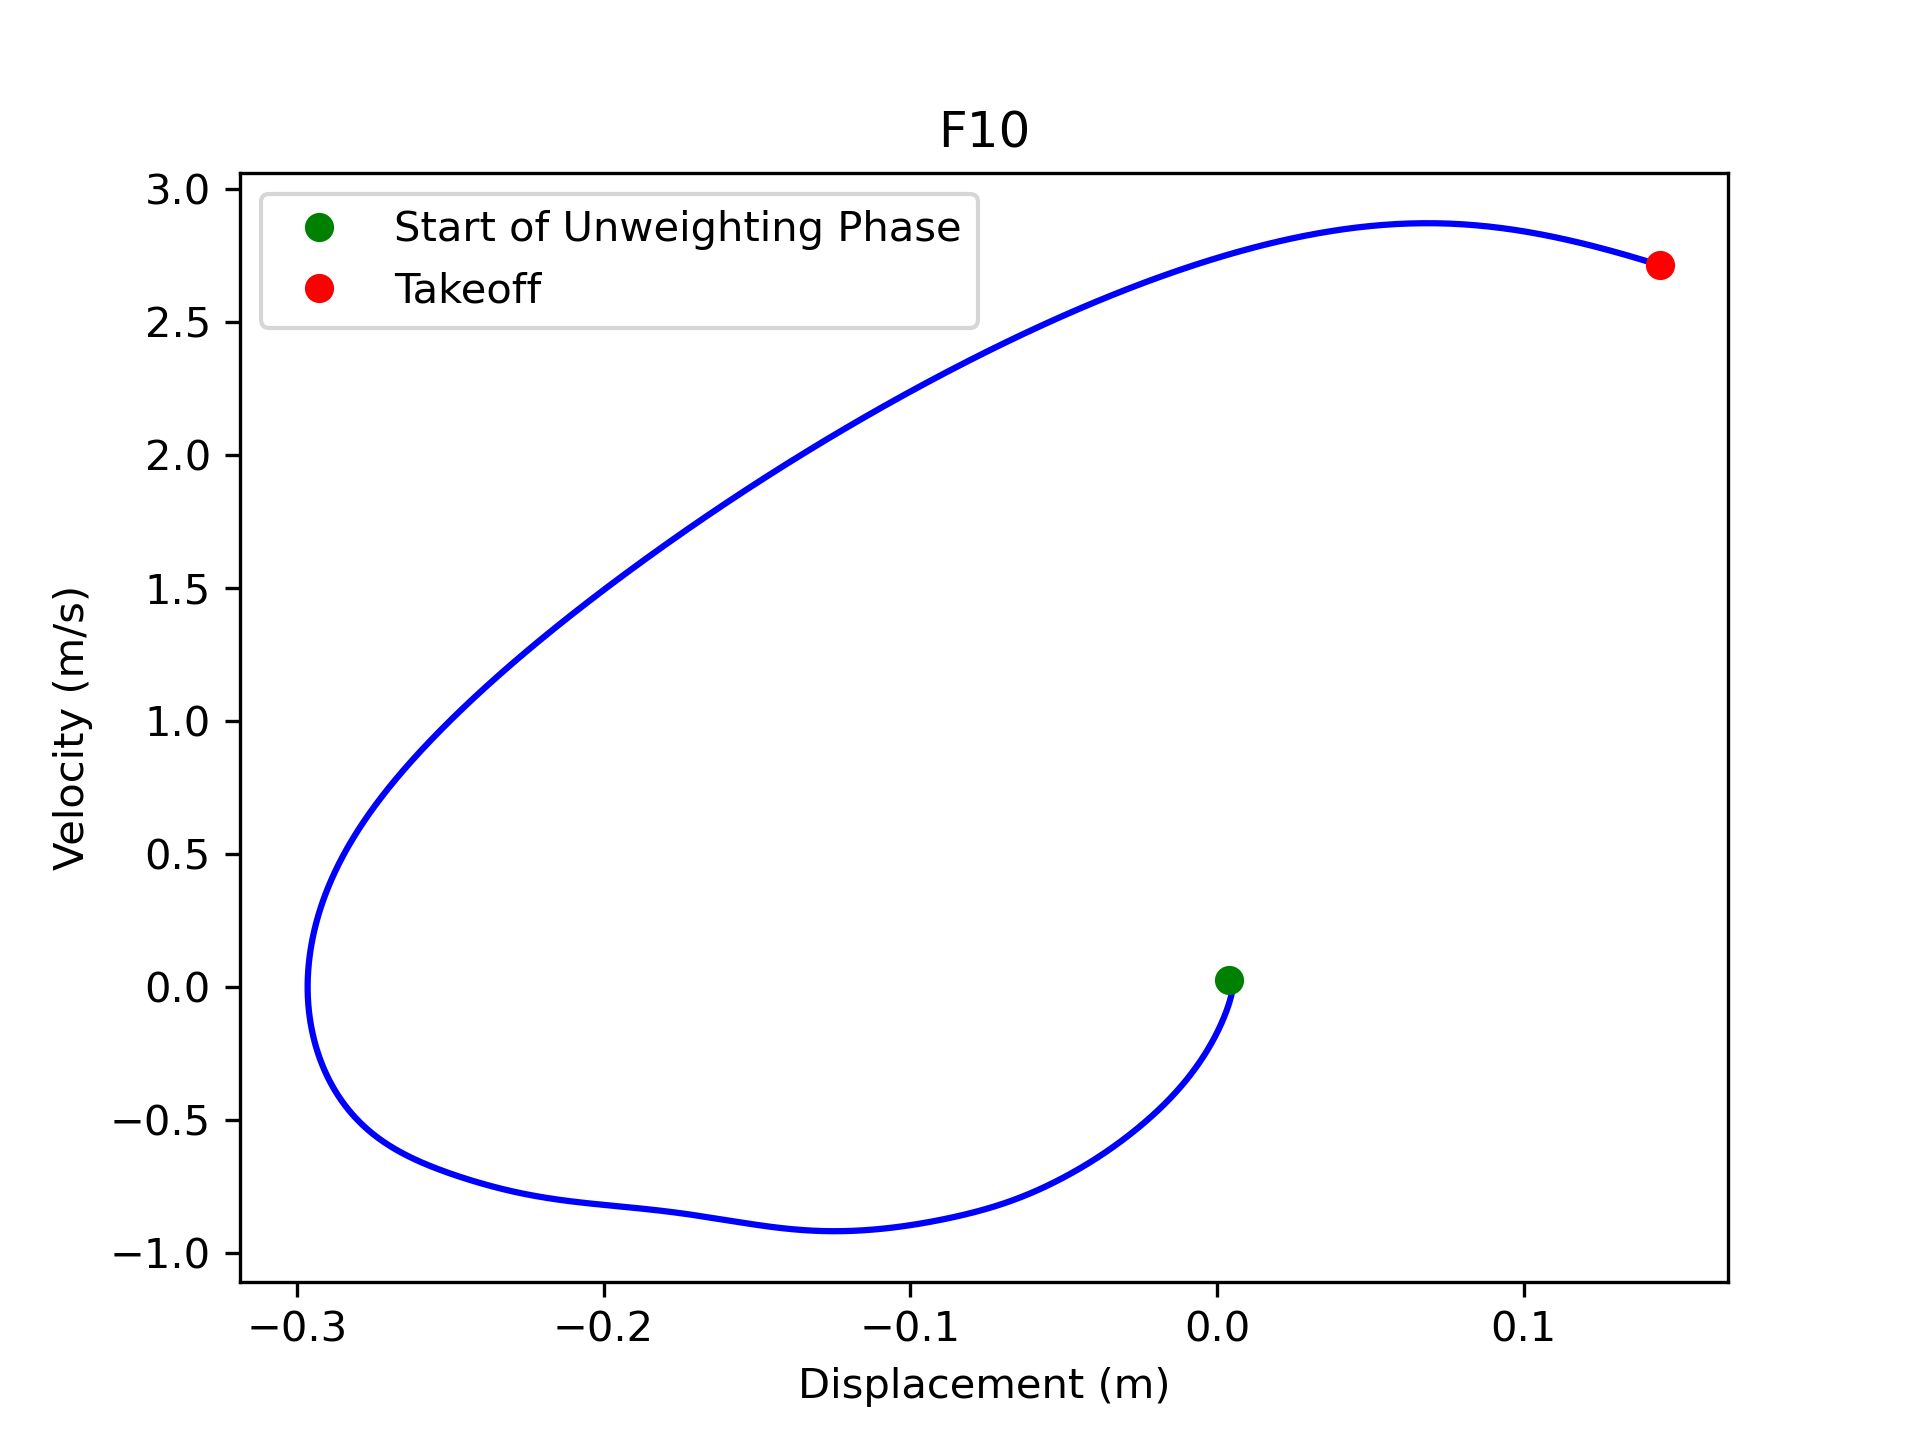 F10
Start of Unweighting Phase
Takeoff
3.0
2.5
2.0
1.5
1.0
0.5
0.0
−0.5
−1.0
Velocity (m/s)
−0.3
−0.2
−0.1
0.0
0.1
Displacement (m)